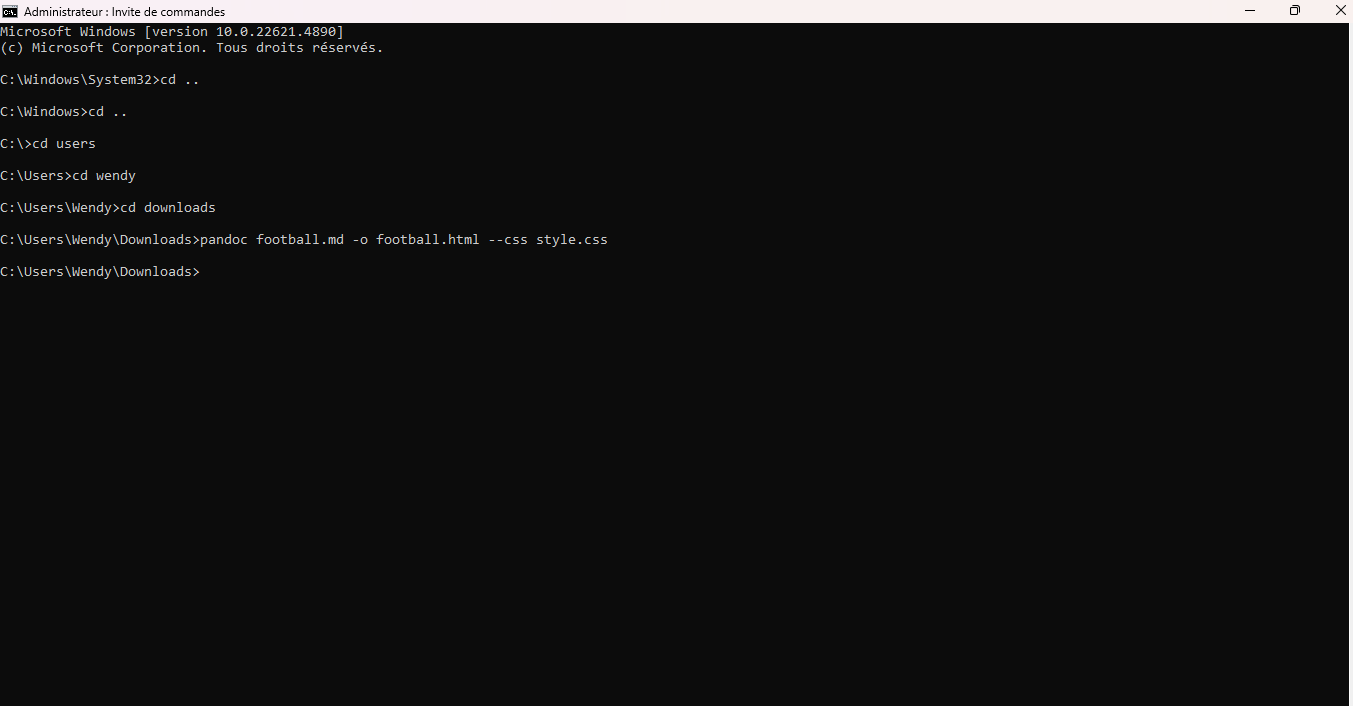 Administrateur : Invite de commandes
Microsoft Windows [version 10.0.22621.4890]
(c) Microsoft Corporation. Tous droits réservés.
C:\Windows\System32>cd ..
C:\Windows>cd ..
C:\>cd users
C:\Users>cd wendy
C:\Users\Wendy>cd downloads
C:\Users\Wendy\Downloads>pandoc football.md -o football.html --css style.css
C:\Users\Wendy\Downloads>